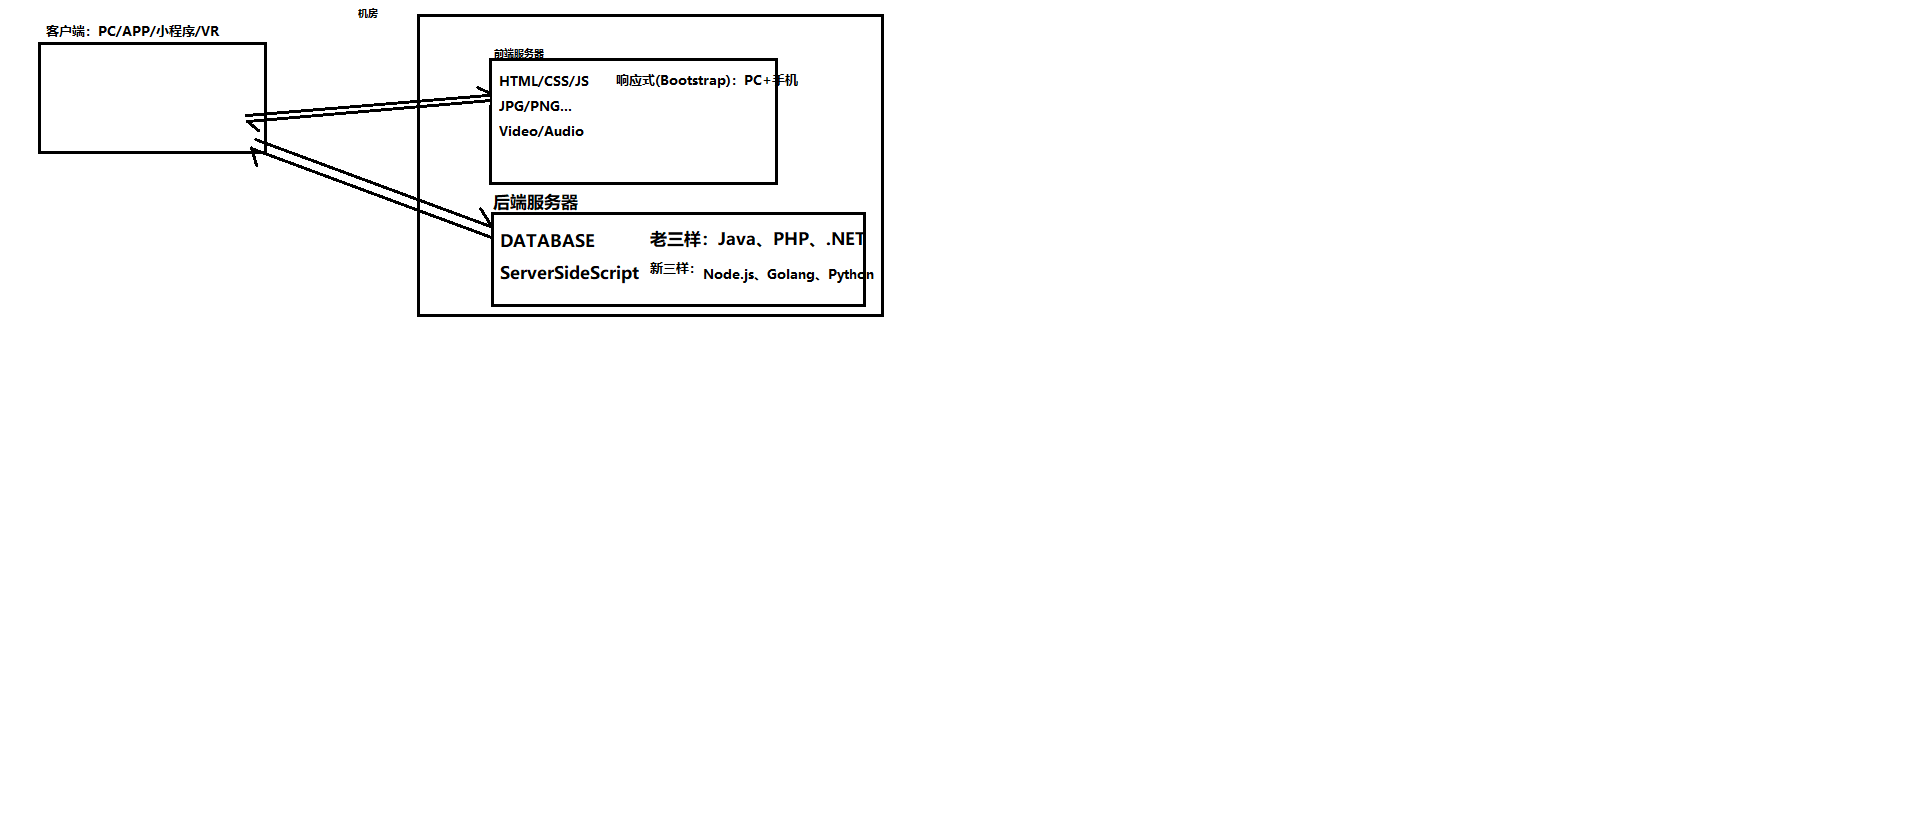 机房
客户端：PC/APP/小程序/VR
前端服务器
HTML/CSS/JS
响应式(Bootstrap)：PC+手机
JPG/PNG...
Video/Audio
后端服务器
DATABASE
老三样：Java、PHP、.NET
ServerSideScript
新三样：
Node.js、Golang、Python